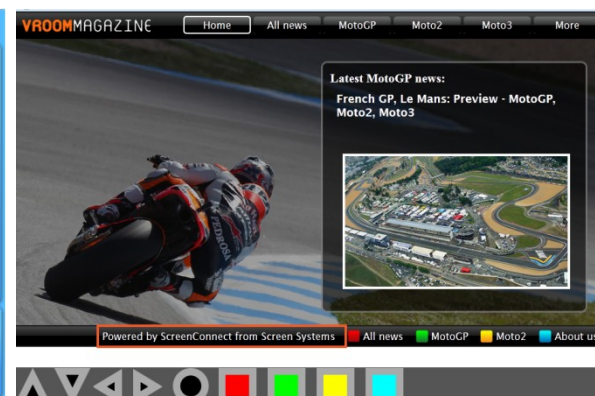 VROOMMAGAZINE
Home
All news
MotoGP
Moto2
Moto3
More
Latest MotoGP news:
French GP, Le Mans: Preview - MotoGP,
Moto2, Moto3
PEDROSA
Powered by ScreenConnect from Screen Systems
All news
MotoGP
Moto2
About us